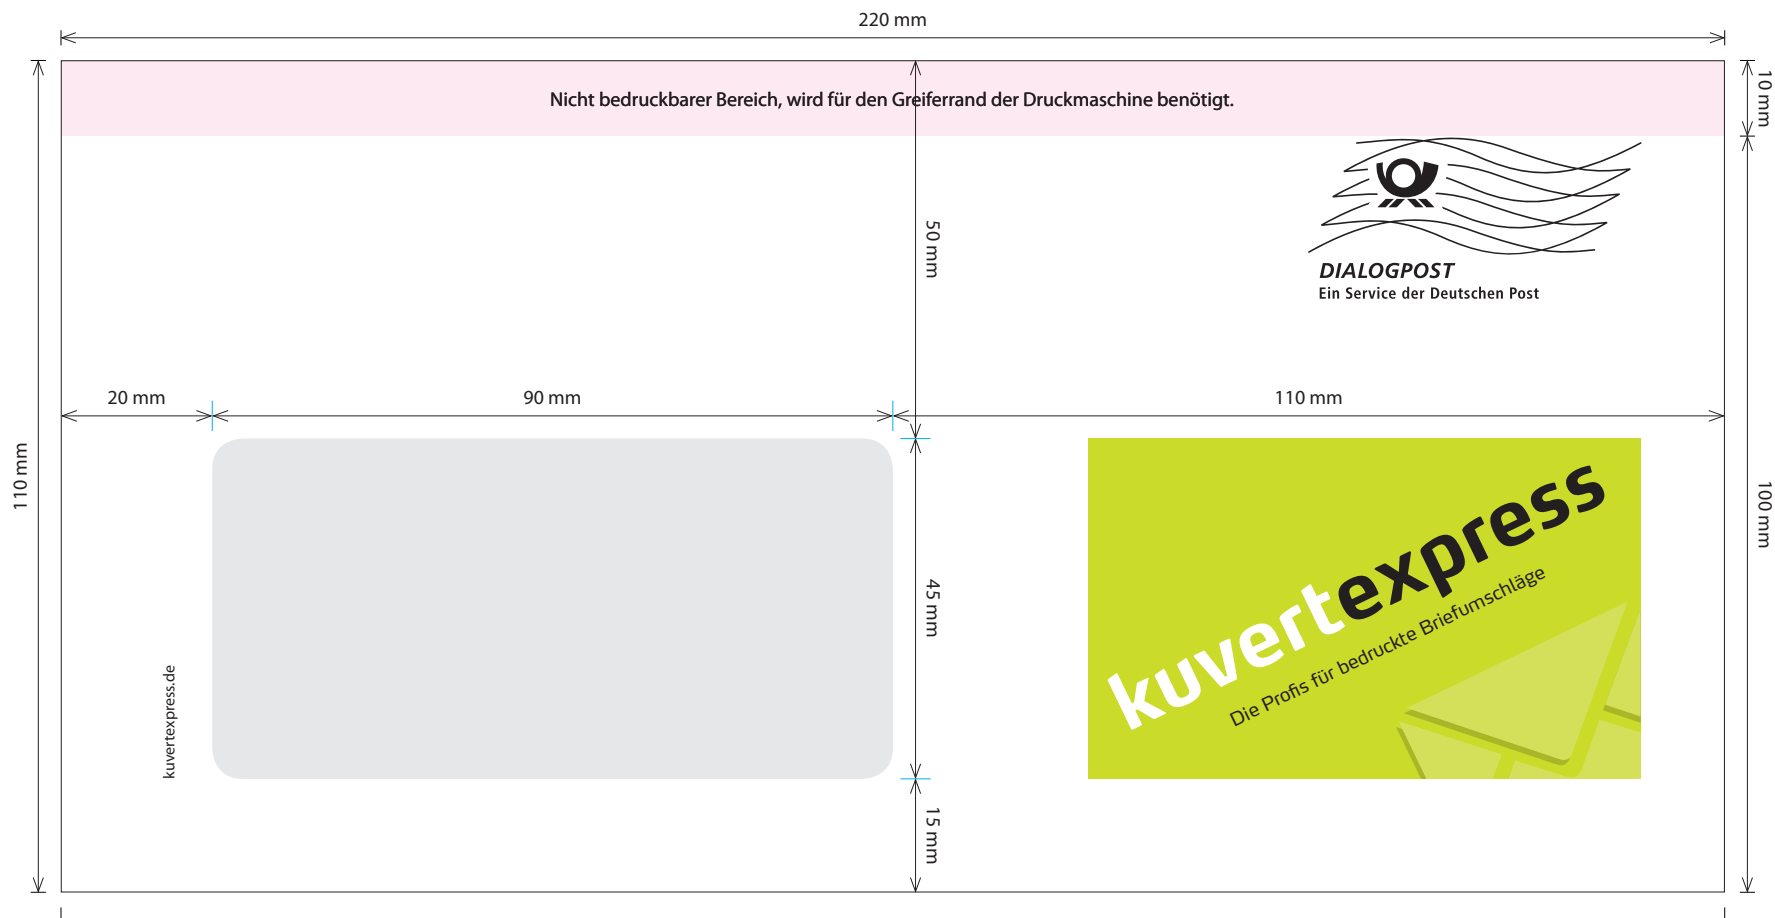 220 mm
Nicht bedruckbarer Bereich, wird für den Greiferrand der Druckmaschine benötigt.
10 mm
50 mm
DIALOGPOST
Ein Service der Deutschen Post
20 mm
90 mm
110 mm
110 mm
100 mm
45 mm
kuvertexpress
Die Profis für bedruckte Briefumschläge
kuvertexpress.de
15 mm